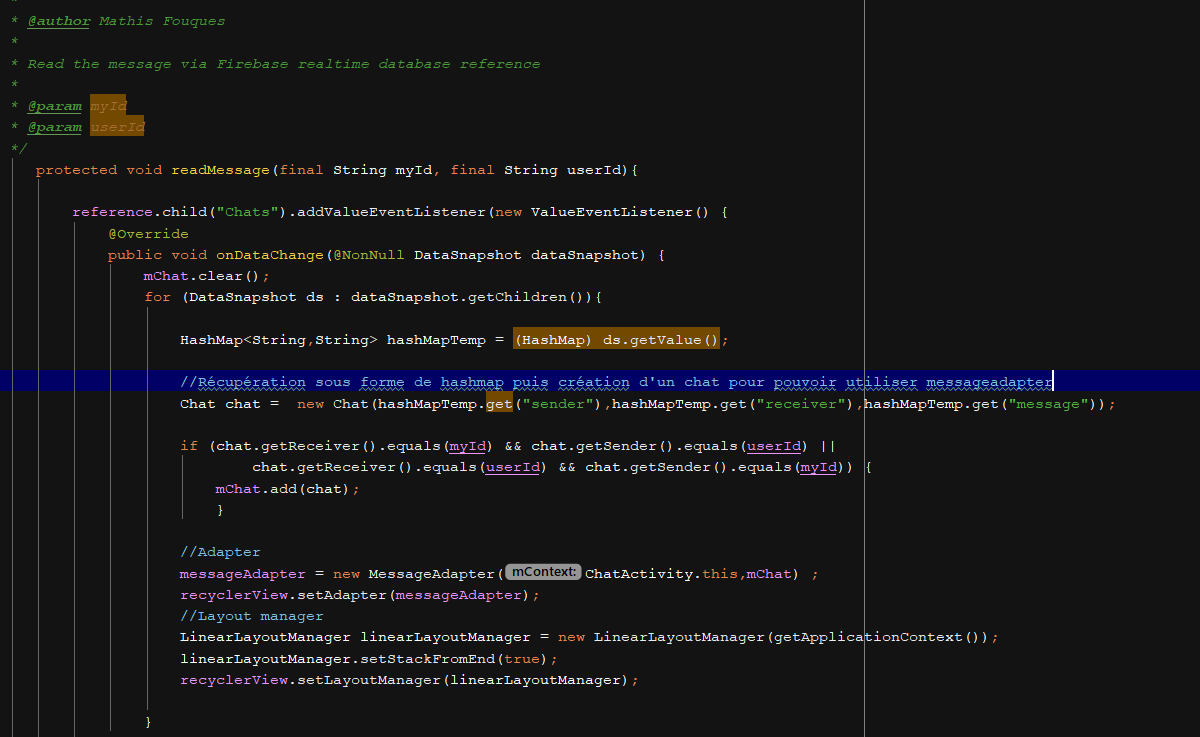 *
* @author Mathis Fouques
*
* Read the message via Firebase realtime database reference
*
* @param myId
* @param userId
*/
protected void readMessage(final String myId, final String userId){
reference.child("Chats").addValueEventListener(new ValueEventListener() {
@Override
public void onDataChange(@NonNull DataSnapshot dataSnapshot) {
mChat.clear();
for (DataSnapshot ds : dataSnapshot.getChildren()){
HashMap<String,String> hashMapTemp = (HashMap) ds.getValue();
//Récupération sous forme de hashmap puis création d'un chat pour pouvoir utiliser messageadapter
Chat chat =  new Chat(hashMapTemp.get("sender"),hashMapTemp.get("receiver"),hashMapTemp.get("message"));
if (chat.getReceiver().equals(myId) && chat.getSender().equals(userId) ||
chat.getReceiver().equals(userId) && chat.getSender().equals(myId)) {
mChat.add(chat);
}
//Adapter
messageAdapter = new MessageAdapter( mContext: ChatActivity.this,mChat) ;
recyclerView.setAdapter(messageAdapter);
//Layout manager
LinearLayoutManager linearLayoutManager = new LinearLayoutManager(getApplicationContext());
linearLayoutManager.setStackFromEnd(true);
recyclerView.setLayoutManager(linearLayoutManager);
}